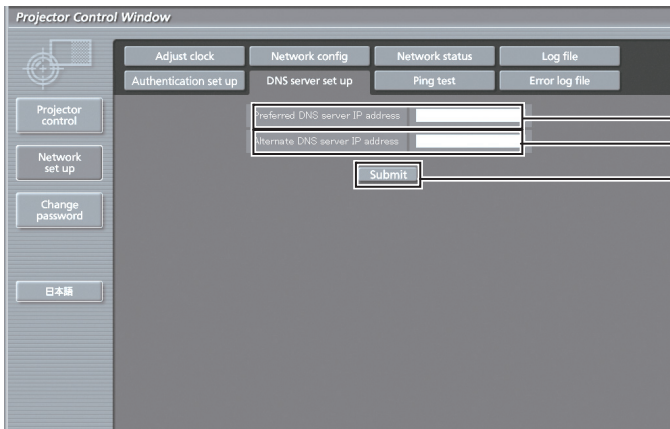 Projector Control Window
Adjust clock
Network config
Network status
Log file
Authentication set up
DNS server set up
Ping test
Error log file
Projector
control
Preferred DNS server IP address
Alternate DNS server IP address
Network
set up
Submit
Change
password
日本語